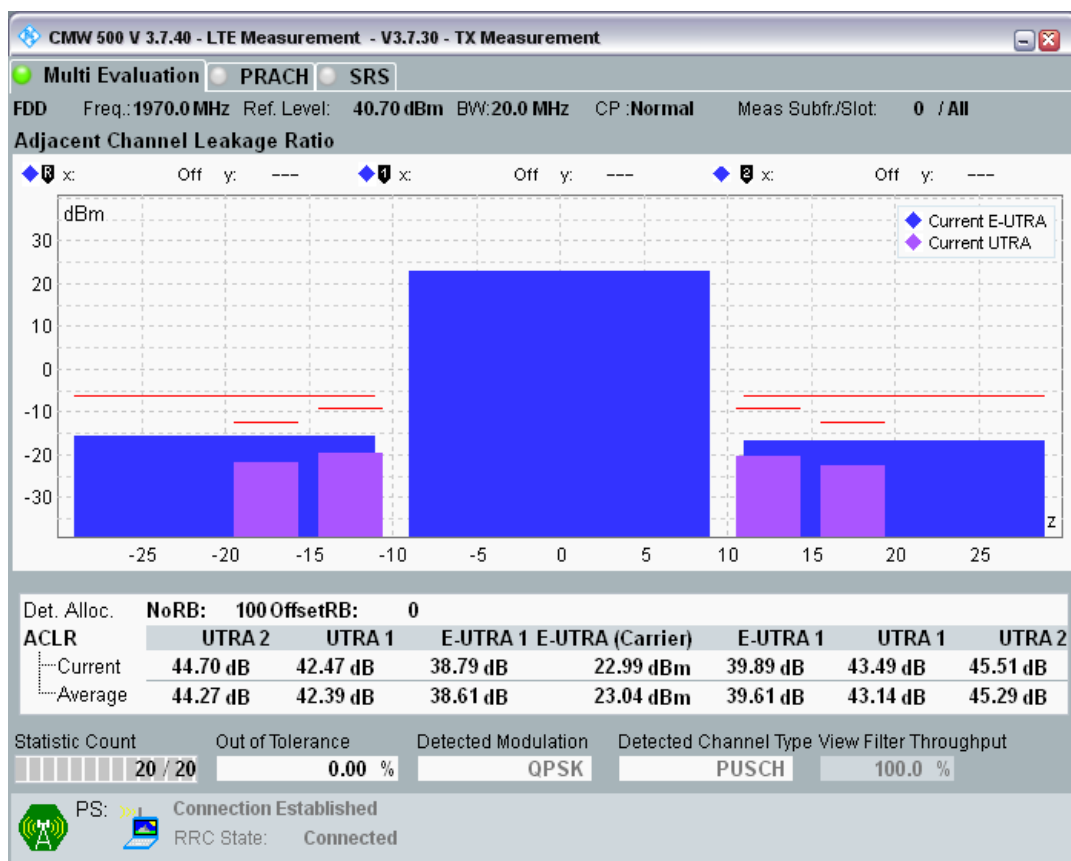 CMW 500 V 3.7.40 - LTE Measurement - V3.7.30 - TX Measurement
Multi Evaluation PRACH SRS
FDD Freq.: 1970.0 MHz Ref. Level: 40.70 dBm BW: 20.0 MHz CP : Normal Meas Subfr./Slot: 0 / All
Adjacent Channel Leakage Ratio
R x: Off y: --- 1 x: Off y: --- 2 x: Off y: ---
dBm
Current E-UTRA
Current UTRA
30
20
10
0
-10
-20
-30
z
-25 -20 -15 -10 -5 0 5 10 15 20 25
Det. Alloc. NoRB: 100 OffsetRB: 0
ACLR UTRA 2 UTRA 1 E-UTRA 1 E-UTRA (Carrier) E-UTRA 1 UTRA 1 UTRA 2
Current 44.70 dB 42.47 dB 38.79 dB 22.99 dBm 39.89 dB 43.49 dB 45.51 dB
Average 44.27 dB 42.39 dB 38.61 dB 23.04 dBm 39.61 dB 43.14 dB 45.29 dB
Statistic Count Out of Tolerance Detected Modulation Detected Channel Type View Filter Throughput
20 / 20 0.00 % QPSK PUSCH 100.0 %
PS: Connection Established
RRC State: Connected